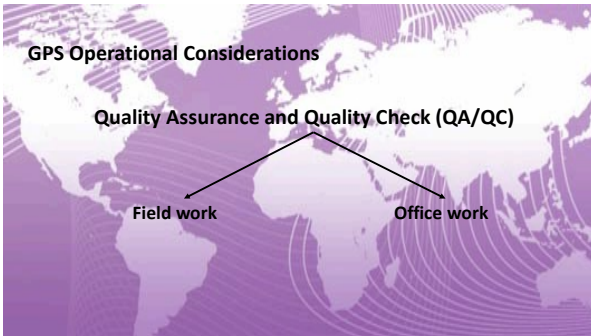 GPS Operational Considerations
Quality Assurance and Quality Check (QA/QC)
Field work
Office work